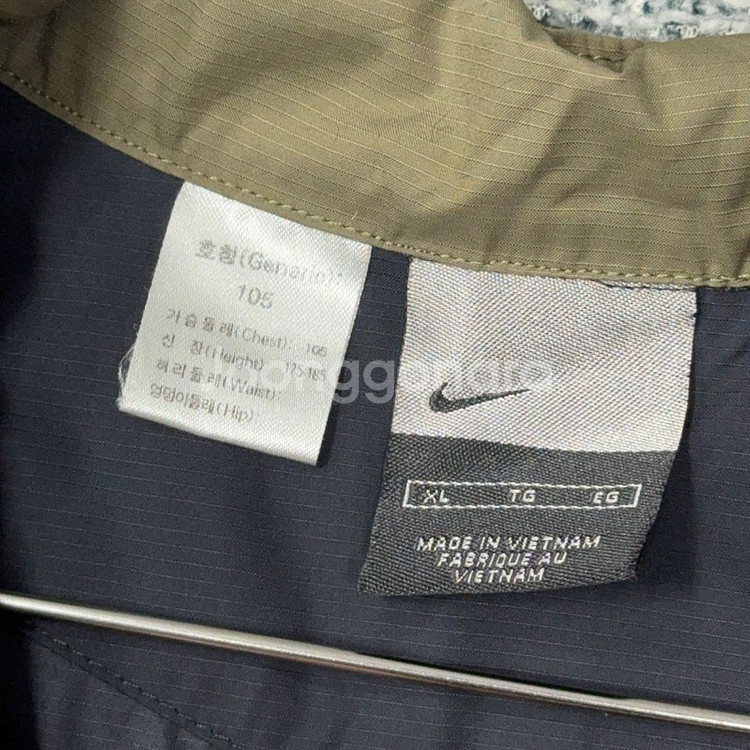 호칭(Generic):
105
가슴둘레(Chest): 105
신 장(Height)
허리둘레(Waist):
엉덩이둘레(Hip):
XL TG EG
MADE IN VIETNAM
FABRIQUE AU
VIETNAM